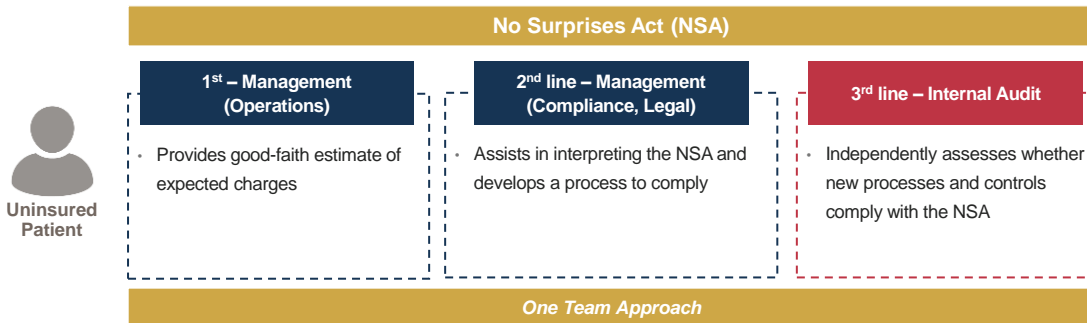 No Surprises Act (NSA)
1st – Management
(Operations)
2nd line – Management
(Compliance, Legal)
3rd line – Internal Audit
Uninsured
Patient
• Provides good-faith estimate of
expected charges
• Assists in interpreting the NSA and
develops a process to comply
• Independently assesses whether
new processes and controls
comply with the NSA
One Team Approach